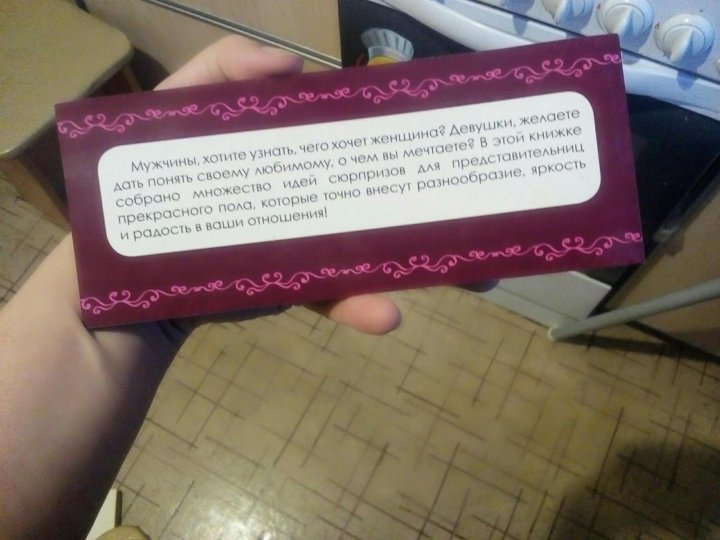 Мужчины, хотите узнать, чего хочет женщина? Девушки, желаете
дать понять своему любимому, о чем вы мечтаете? В этой книжке
собрано множество идей сюрпризов для представительниц
прекрасного пола, которые точно внесут разнообразие, яркость
и радость в ваши отношения!